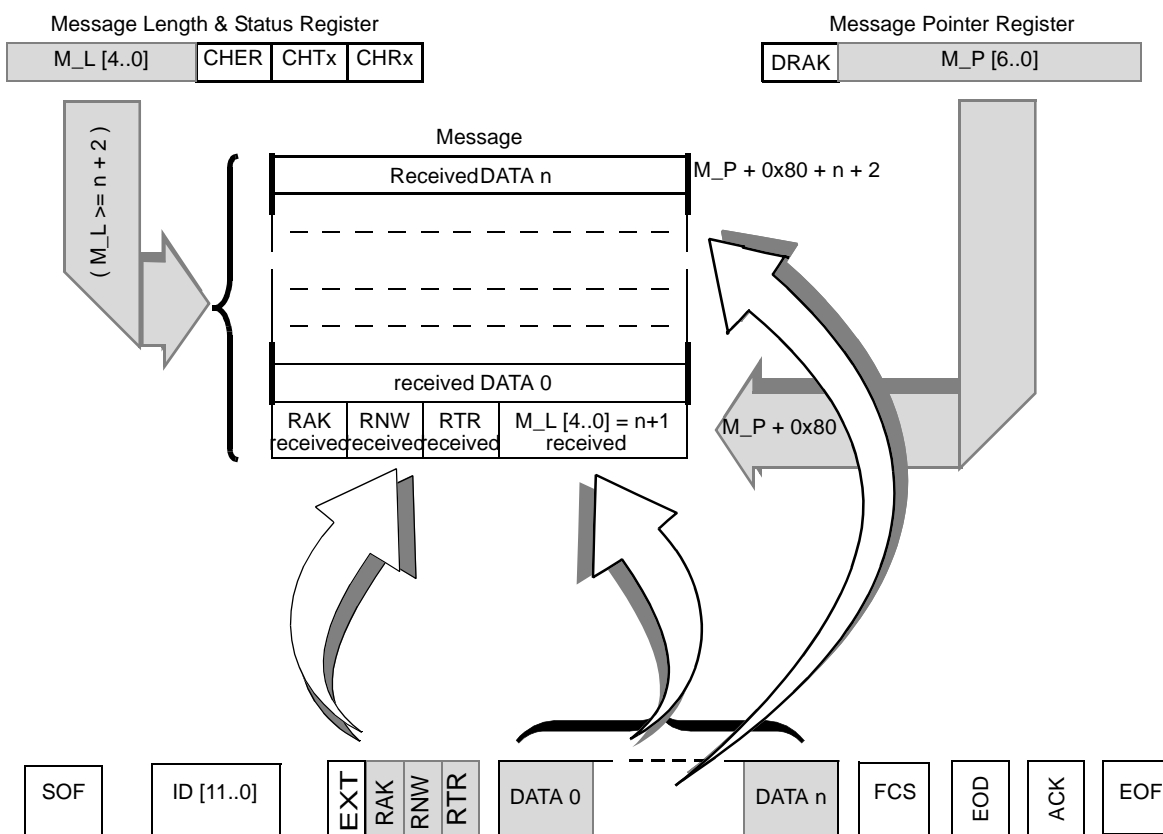 Message Length & Status Register
Message Pointer Register
M_L [4..0] CHER CHTx CHRx
DRAK M_P [6..0]
( M_L >= n + 2 )
Message
ReceivedDATA n
M_P + 0x80 + n + 2
received DATA 0
RAK received
RNW received
RTR received
M_L [4..0] = n+1 received
M_P + 0x80
SOF ID [11..0] EXT RAK RNW RTR DATA 0 DATA n FCS EOD ACK EOF